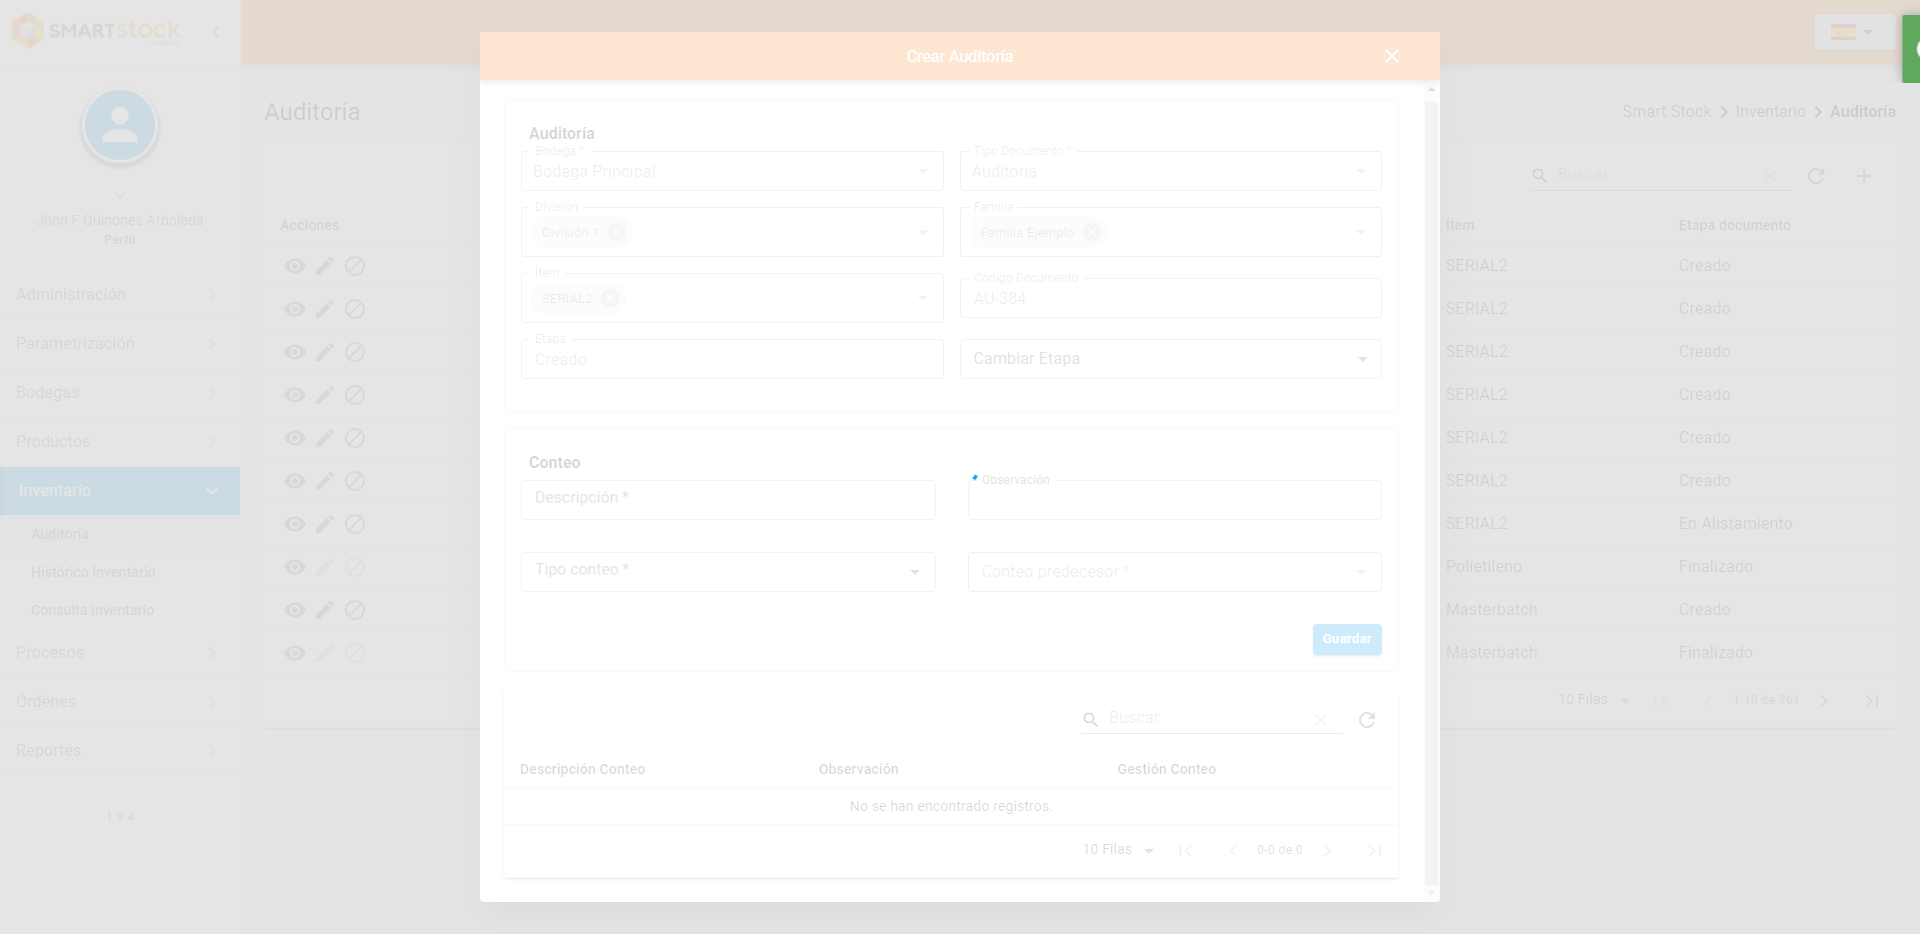 SMARTstock
Crear Auditoría
Auditoría
Smart Stock > Inventario > Auditoría
Jhon F Quinones Arboleda
Perfil
Administración
Parametrización
Bodegas
Productos
Inventario
Auditoría
Histórico inventario
Consulta inventario
Procesos
Órdenes
Reportes
1.9.4
Acciones
Auditoría
Bodega *
Bodega Principal
Tipo Documento *
Auditoría
División
División 1
Familia
Familia Ejemplo
Ítem
SERIAL2
Código Documento
AU-384
Etapa
Creado
Cambiar Etapa
Conteo
Descripción *
Observación
Tipo conteo *
Conteo predecesor *
Guardar
Buscar
Descripción Conteo Observación Gestión Conteo
No se han encontrado registros.
10 Filas 0-0 de 0
Buscar
Ítem Etapa documento
SERIAL2 Creado
SERIAL2 Creado
SERIAL2 Creado
SERIAL2 Creado
SERIAL2 Creado
SERIAL2 Creado
SERIAL2 En Alistamiento
Polietileno Finalizado
Masterbatch Creado
Masterbatch Finalizado
10 Filas 1-10 de 361